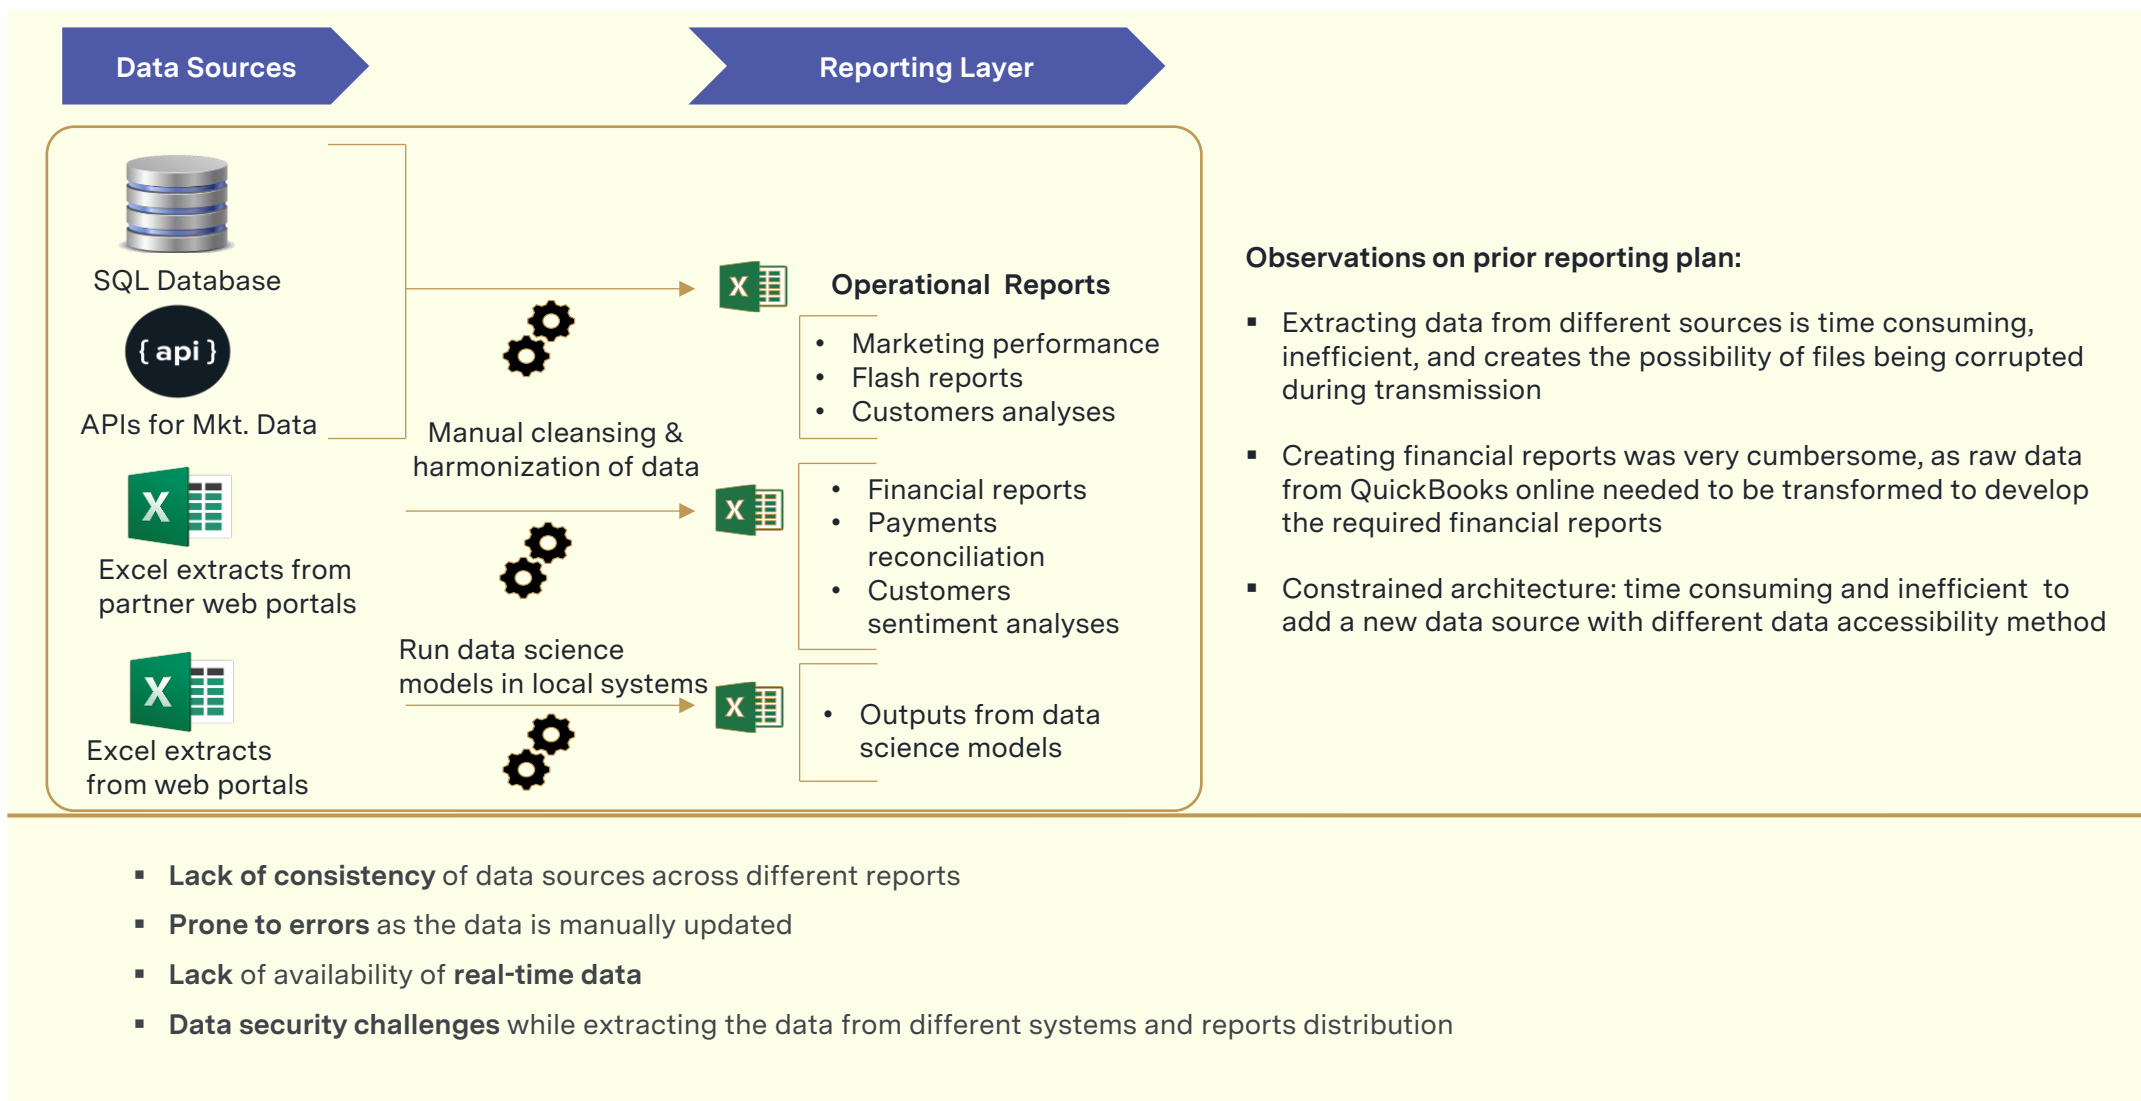 Data Sources
Reporting Layer
SQL Database
{ api }
APIs for Mkt. Data
X
Excel extracts from
partner web portals
X
Excel extracts
from web portals
Manual cleansing &
harmonization of data
Run data science
models in local systems
X
Operational  Reports
• Marketing performance
• Flash reports
• Customers analyses
X
• Financial reports
• Payments
reconciliation
• Customers
sentiment analyses
X
• Outputs from data
science models
Observations on prior reporting plan:
▪ Extracting data from different sources is time consuming,
inefficient, and creates the possibility of files being corrupted
during transmission
▪ Creating financial reports was very cumbersome, as raw data
from QuickBooks online needed to be transformed to develop
the required financial reports
▪ Constrained architecture: time consuming and inefficient  to
add a new data source with different data accessibility method
▪ Lack of consistency of data sources across different reports
▪ Prone to errors as the data is manually updated
▪ Lack of availability of real-time data
▪ Data security challenges while extracting the data from different systems and reports distribution